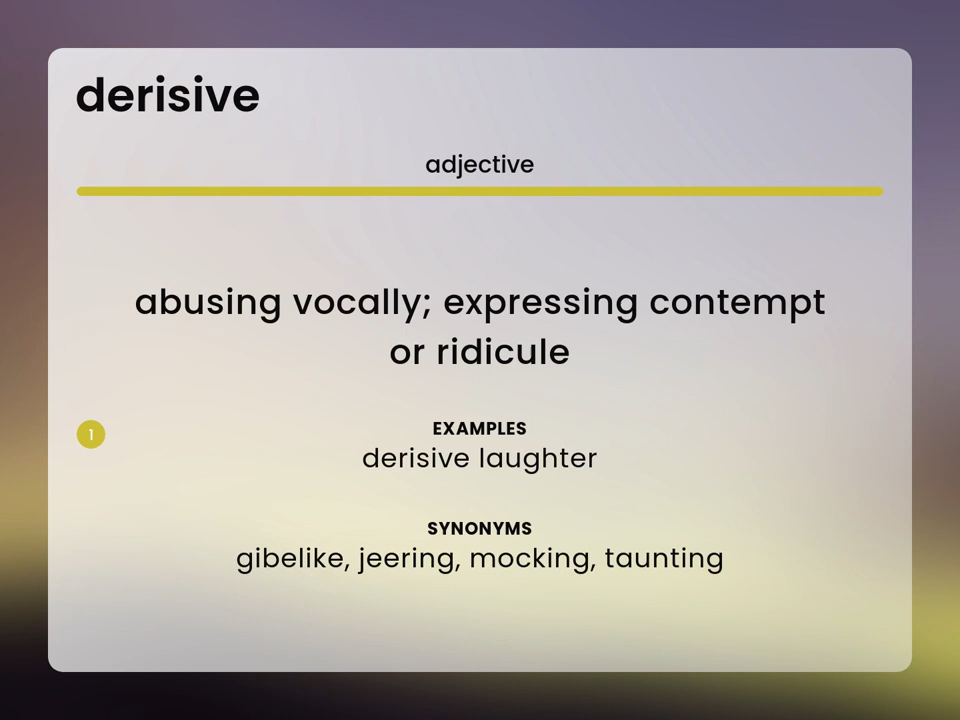 derisive
adjective
abusing vocally; expressing contempt
or ridicule
1
EXAMPLES
derisive laughter
SYNONYMS
gibelike, jeering, mocking, taunting